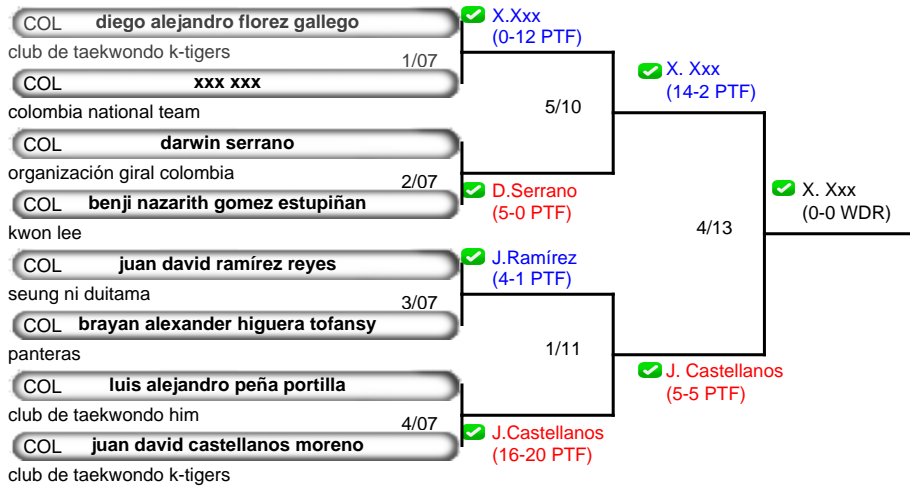 COL diego alejandro florez gallego
club de taekwondo k-tigers
1/07
COL xxx xxx
colombia national team
COL darwin serrano
organización giral colombia
2/07
COL benji nazarith gomez estupiñan
kwon lee
COL juan david ramírez reyes
seung ni duitama
3/07
COL brayan alexander higuera tofansy
panteras
COL luis alejandro peña portilla
club de taekwondo him
4/07
COL juan david castellanos moreno
club de taekwondo k-tigers
X.Xxx
(0-12 PTF)
5/10
D.Serrano
(5-0 PTF)
J.Ramírez
(4-1 PTF)
1/11
J.Castellanos
(16-20 PTF)
X. Xxx
(14-2 PTF)
4/13
J. Castellanos
(5-5 PTF)
X. Xxx
(0-0 WDR)